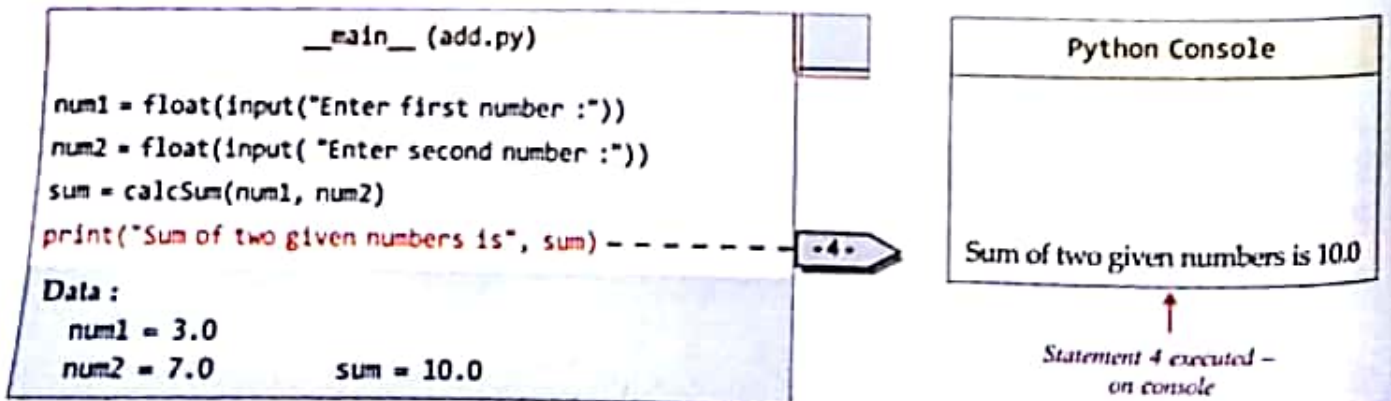 __main__ (add.py)
num1 = float(input("Enter first number :"))
num2 = float(input( "Enter second number :"))
sum = calcSum(num1, num2)
print("Sum of two given numbers is", sum)
Data :
num1 = 3.0
num2 = 7.0 sum = 10.0
4
Python Console
Sum of two given numbers is 10.0
Statement 4 executed –
on console